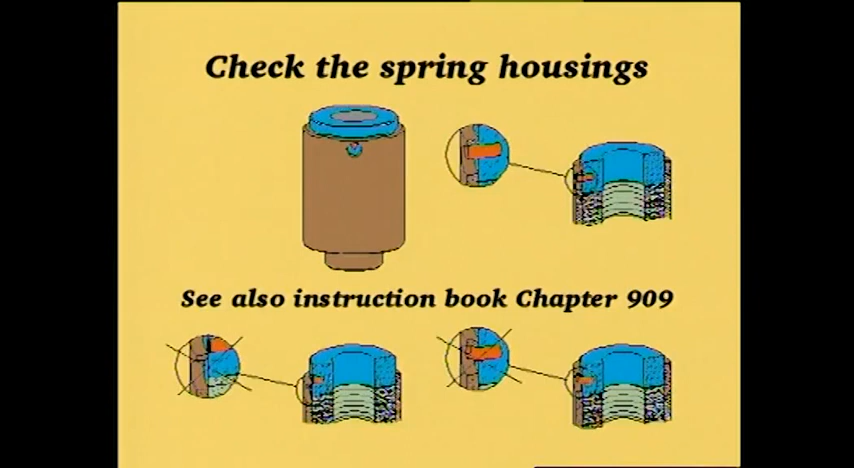 Check the spring housings
See also instruction book Chapter 909